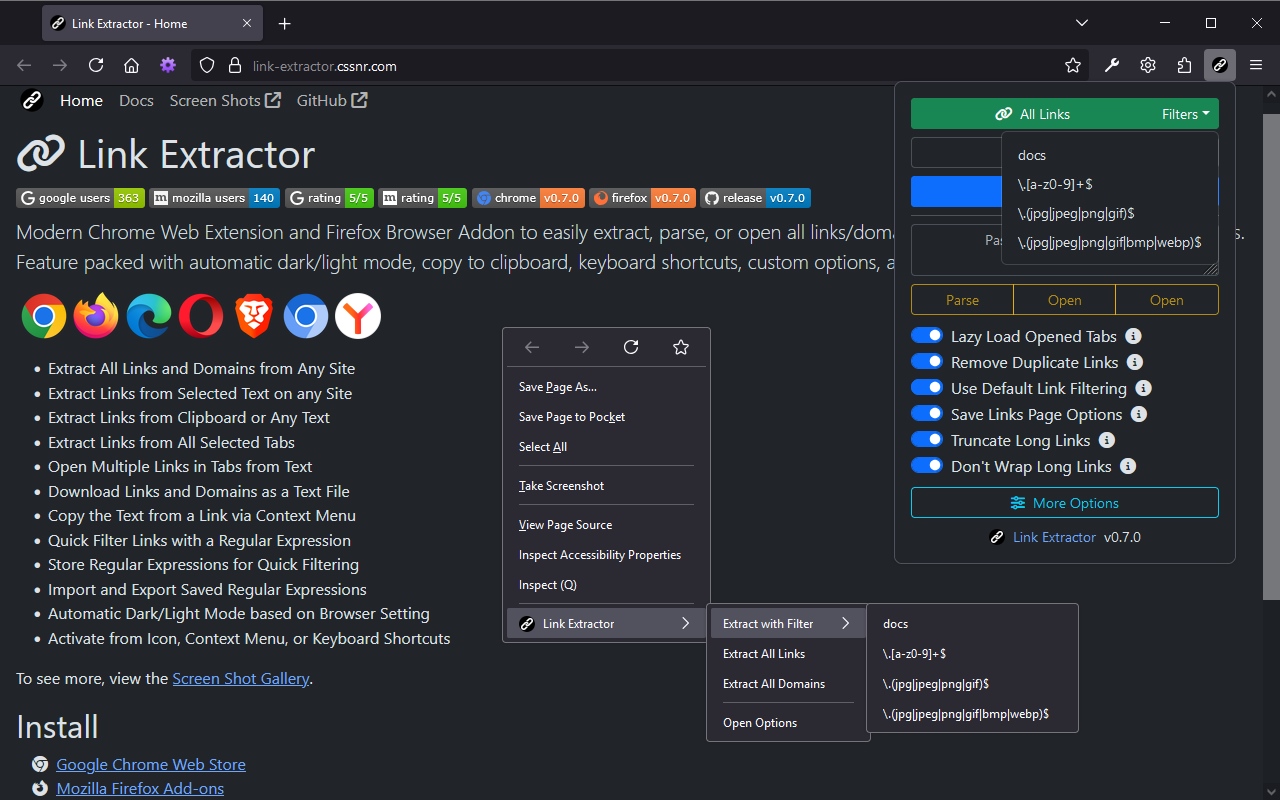 Link Extractor - Home
link-extractor.cssnr.com
Home Docs Screen Shots GitHub
Link Extractor
google users 363 mozilla users 140 rating 5/5 rating 5/5 chrome v0.7.0 firefox v0.7.0 release v0.7.0
Modern Chrome Web Extension and Firefox Browser Addon to easily extract, parse, or open all
s.
Feature packed with automatic dark/light mode, copy to clipboard, keyboard shortcuts, custom options,
Extract All Links and Domains from Any Site
Extract Links from Selected Text on any Site
Extract Links from Clipboard or Any Text
Extract Links from All Selected Tabs
Open Multiple Links in Tabs from Text
Download Links and Domains as a Text File
Copy the Text from a Link via Context Menu
Quick Filter Links with a Regular Expression
Store Regular Expressions for Quick Filtering
Import and Export Saved Regular Expressions
Automatic Dark/Light Mode based on Browser Setting
Activate from Icon, Context Menu, or Keyboard Shortcuts
To see more, view the Screen Shot Gallery.
Install
Google Chrome Web Store
Mozilla Firefox Add-ons
Save Page As...
Save Page to Pocket
Select All
Take Screenshot
View Page Source
Inspect Accessibility Properties
Inspect (Q)
Link Extractor
Extract with Filter
Extract All Links
Extract All Domains
Open Options
docs
\.[a-z0-9]+$
\.(jpg|jpeg|png|gif)$
\.(jpg|jpeg|png|gif|bmp|webp)$
All Links Filters
docs
\.[a-z0-9]+$
\.(jpg|jpeg|png|gif)$
\.(jpg|jpeg|png|gif|bmp|webp)$
Parse Open Open
Lazy Load Opened Tabs
Remove Duplicate Links
Use Default Link Filtering
Save Links Page Options
Truncate Long Links
Don't Wrap Long Links
More Options
Link Extractor v0.7.0